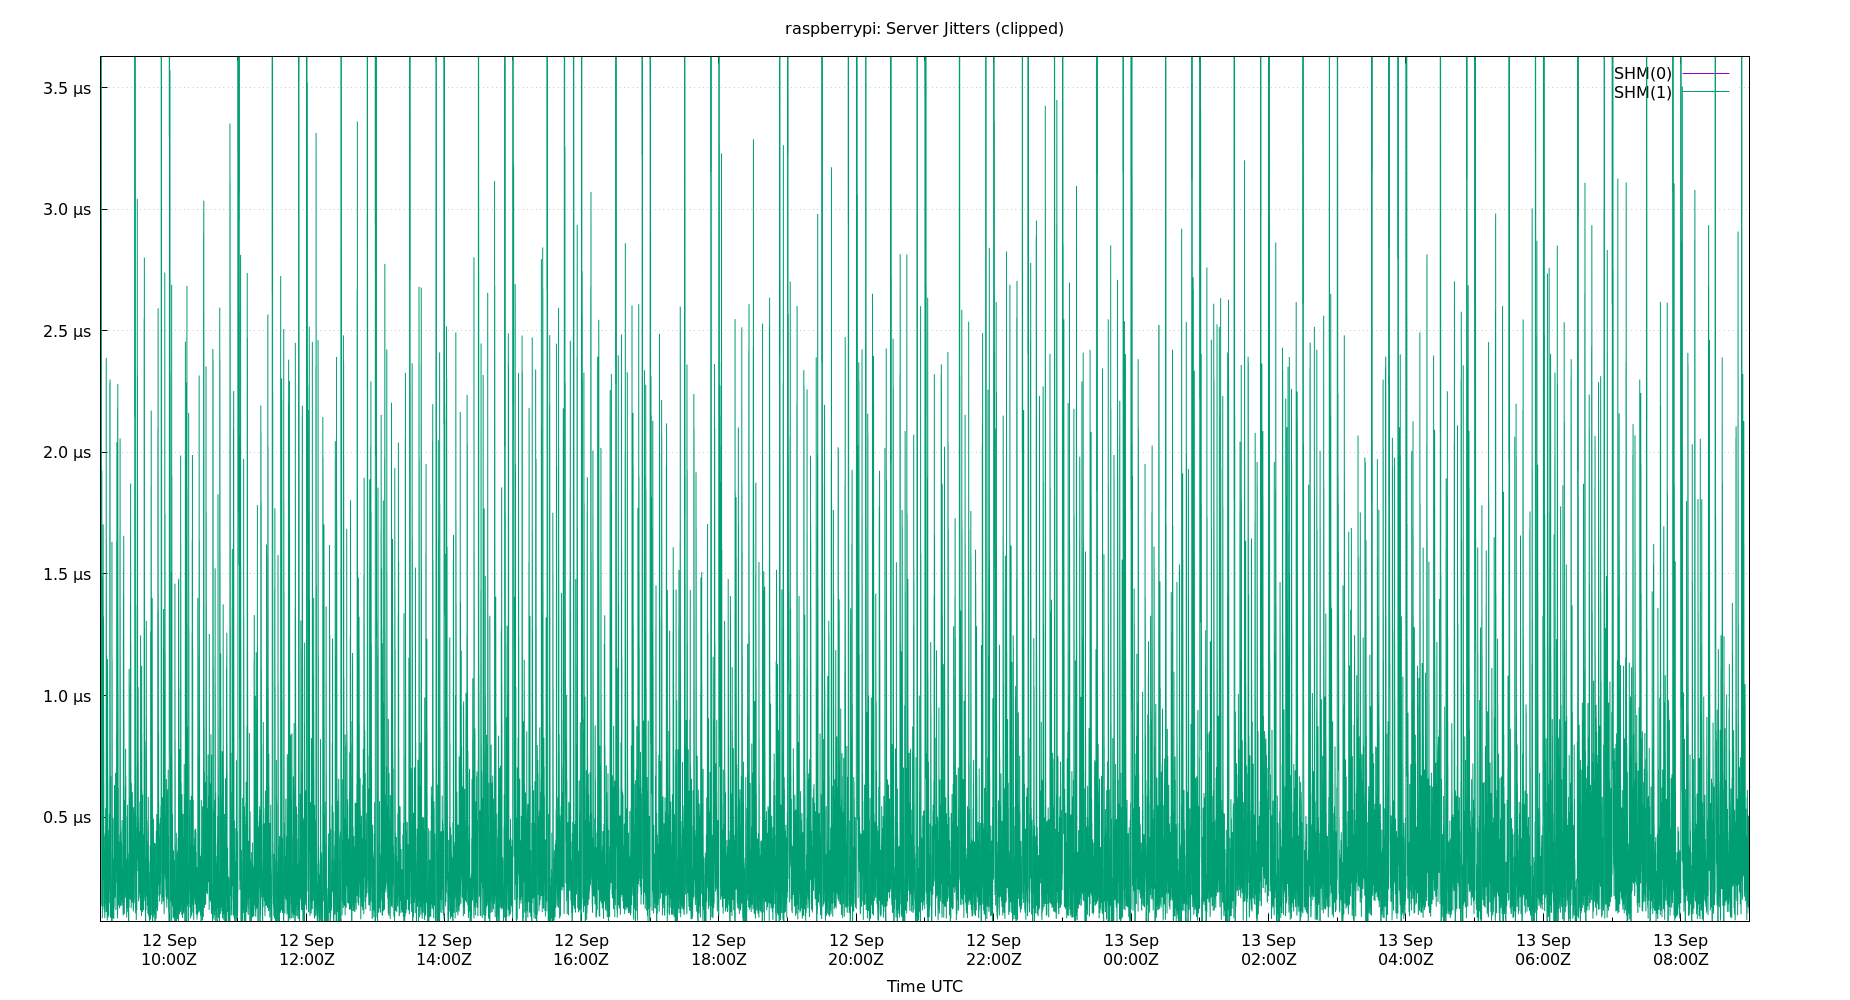 raspberrypi: Server Jitters (clipped)
SHM(0)
SHM(1)
3.5 µs
3.0 µs
2.5 µs
2.0 µs
1.5 µs
1.0 µs
0.5 µs
12 Sep 12 Sep 12 Sep 12 Sep 12 Sep 12 Sep 12 Sep 13 Sep 13 Sep 13 Sep 13 Sep 13 Sep
10:00Z 12:00Z 14:00Z 16:00Z 18:00Z 20:00Z 22:00Z 00:00Z 02:00Z 04:00Z 06:00Z 08:00Z
Time UTC